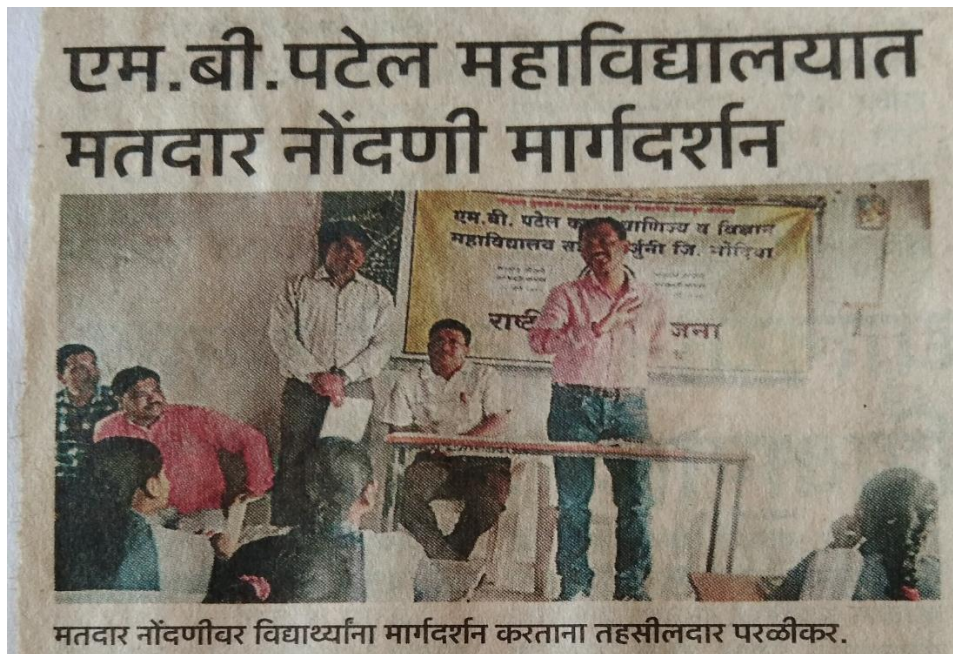 एम.बी.पटेल महाविद्यालयात
मतदार नोंदणी मार्गदर्शन
एम.बी. पटेल व विज्ञान
महाविद्यालय जि. गोंदिया
मतदार नोंदणीवर विद्यार्थ्यांना मार्गदर्शन करताना तहसीलदार परळीकर.